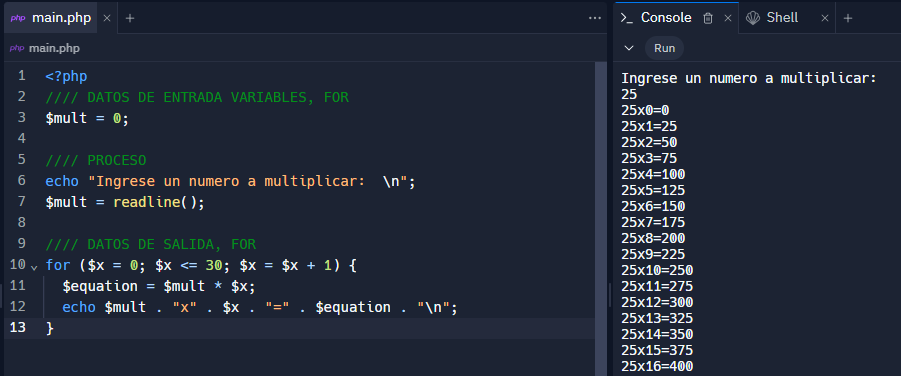 php main.php × +
...
php main.php
1 <?php
2 //// DATOS DE ENTRADA VARIABLES, FOR
3 $mult = 0;
4
5 //// PROCESO
6 echo "Ingrese un numero a multiplicar:  \n";
7 $mult = readline();
8
9 //// DATOS DE SALIDA, FOR
10 for ($x = 0; $x <= 30; $x = $x + 1) {
11   $equation = $mult * $x;
12   echo $mult . "x" . $x . "=" . $equation . "\n";
13 }
>_ Console × Shell × +
Run
Ingrese un numero a multiplicar:
25
25x0=0
25x1=25
25x2=50
25x3=75
25x4=100
25x5=125
25x6=150
25x7=175
25x8=200
25x9=225
25x10=250
25x11=275
25x12=300
25x13=325
25x14=350
25x15=375
25x16=400